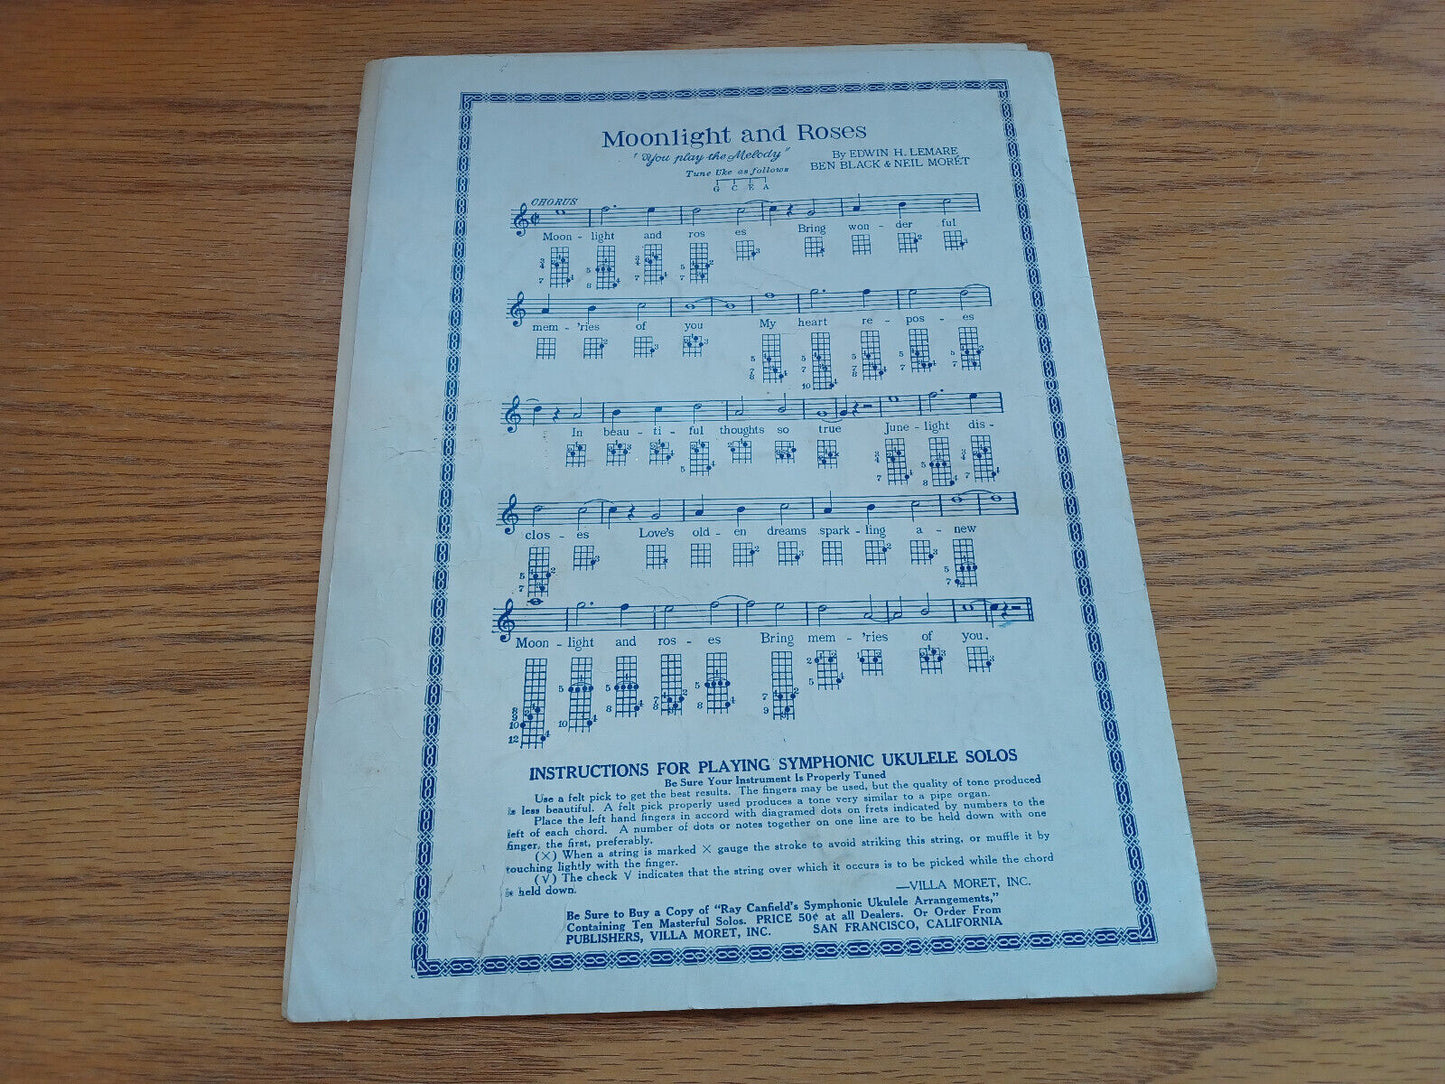 Moonlight and Roses
"You play the Melody"
By EDWIN H. LEMARE
BEN BLACK & NEIL MORÉT
Tune Uke as follows
G C E A
CHORUS
Moon - light and ros - es Bring won - der ful
mem - 'ries of you My heart re - pos - es
In beau - ti - ful thoughts so true June - light dis -
clos - es Love's old - en dreams spark - ling a - new
Moon - light and ros - es Bring mem - 'ries of you.
INSTRUCTIONS FOR PLAYING SYMPHONIC UKULELE SOLOS
Be Sure Your Instrument Is Properly Tuned
Use a felt pick to get the best results. The fingers may be used, but the quality of tone produced
is less beautiful. A felt pick properly used produces a tone very similar to a pipe organ.
Place the left hand fingers in accord with diagramed dots on frets indicated by numbers to the
left of each chord. A number of dots or notes together on one line are to be held down with one
finger, the first, preferably.
(X) When a string is marked X gauge the stroke to avoid striking this string, or muffle it by
touching lightly with the finger.
(V) The check V indicates that the string over which it occurs is to be picked while the chord
is held down.
—VILLA MORET, INC.
Be Sure to Buy a Copy of "Ray Canfield's Symphonic Ukulele Arrangements,"
Containing Ten Masterful Solos. PRICE 50¢ at all Dealers. Or Order From
PUBLISHERS, VILLA MORET, INC. SAN FRANCISCO, CALIFORNIA